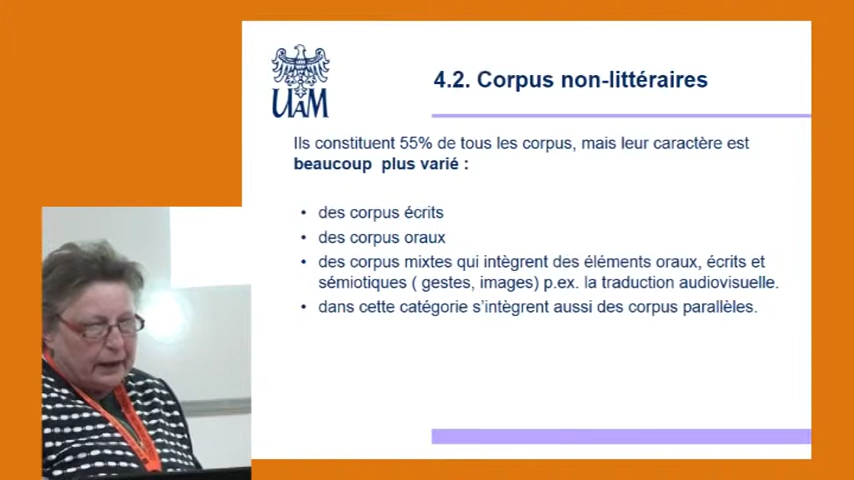 UAM
4.2. Corpus non-littéraires
Ils constituent 55% de tous les corpus, mais leur caractère est
beaucoup plus varié :
• des corpus écrits
• des corpus oraux
• des corpus mixtes qui intègrent des éléments oraux, écrits et
sémiotiques ( gestes, images) p.ex. la traduction audiovisuelle.
• dans cette catégorie s’intègrent aussi des corpus parallèles.